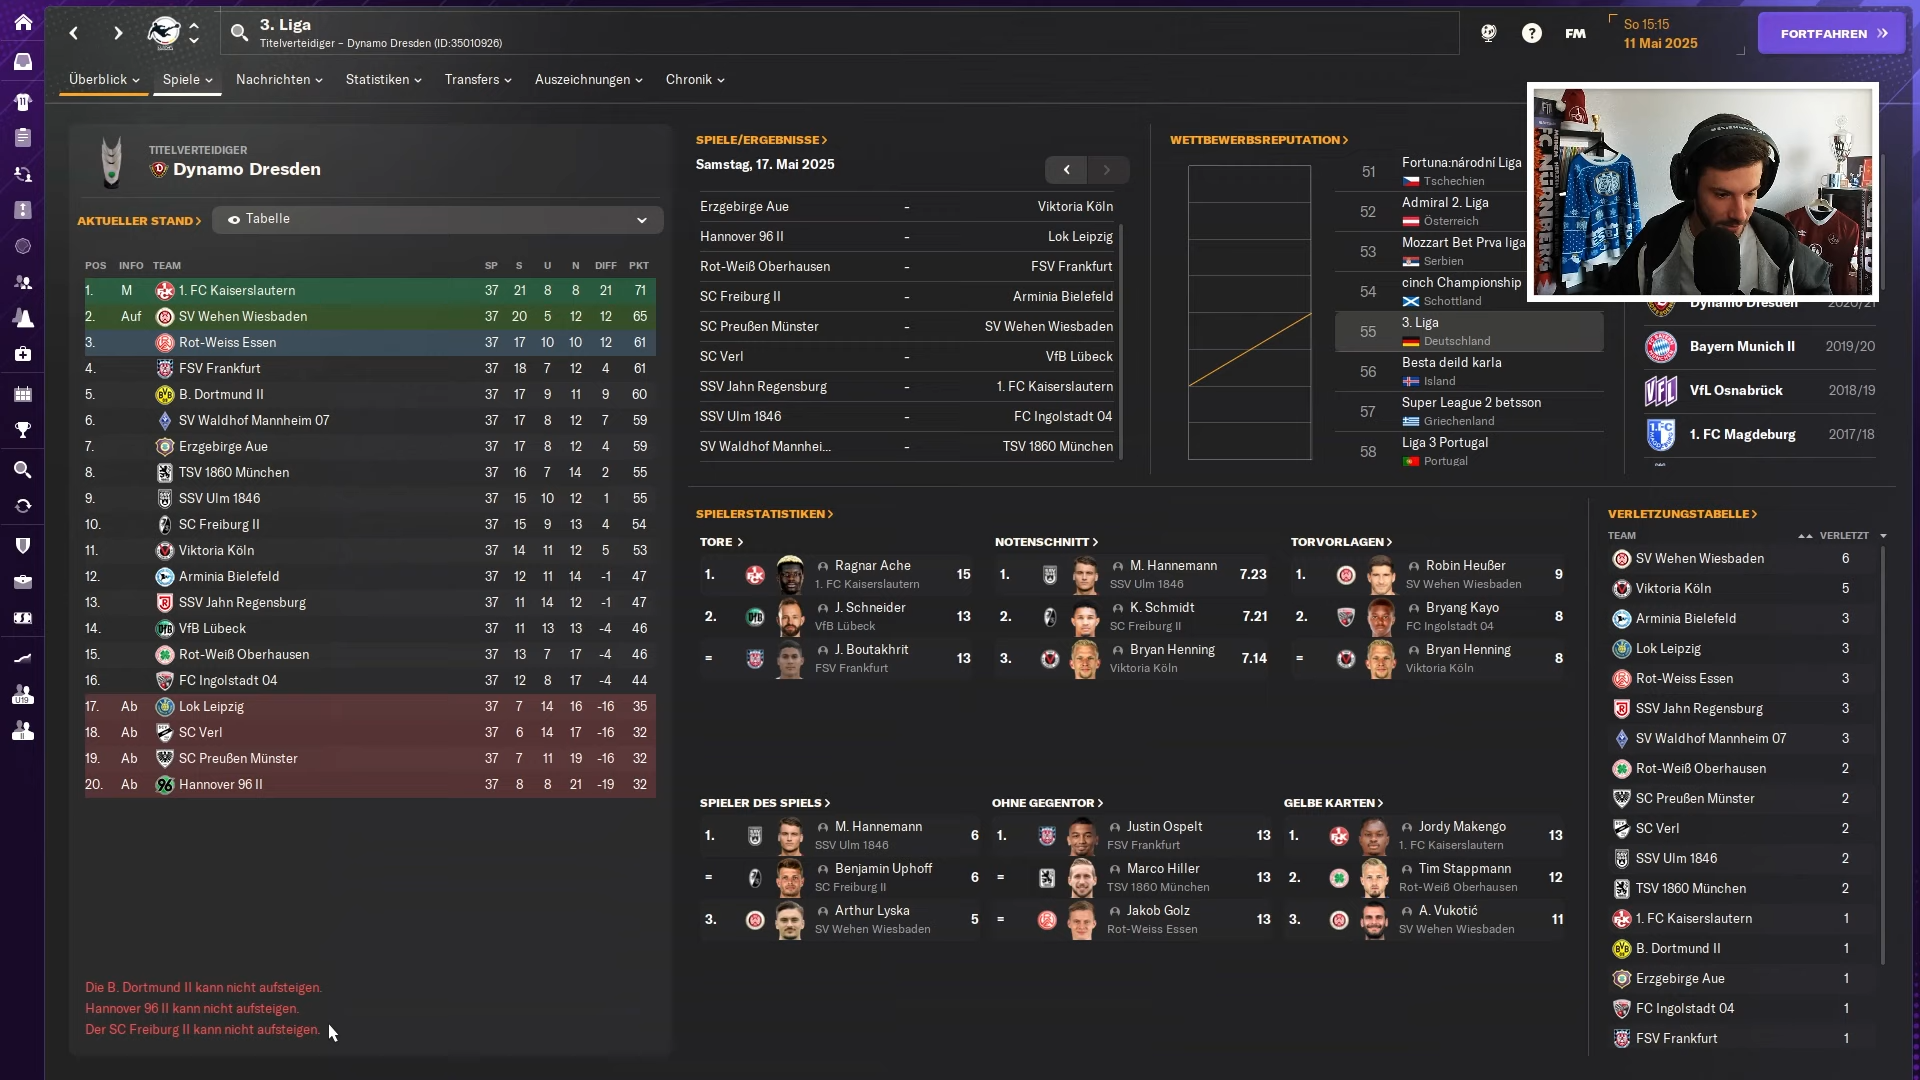 3. Liga
Titelverteidiger – Dynamo Dresden (ID:35010926)
FM
So 15:15
11 Mai 2025
FORTFAHREN
Überblick
Spiele
Nachrichten
Statistiken
Transfers
Auszeichnungen
Chronik
TITELVERTEIDIGER
Dynamo Dresden
AKTUELLER STAND
Tabelle
POS INFO TEAM SP S U N DIFF PKT
1. M 1. FC Kaiserslautern 37 21 8 8 21 71
2. Auf SV Wehen Wiesbaden 37 20 5 12 12 65
3. Rot-Weiss Essen 37 17 10 10 12 61
4. FSV Frankfurt 37 18 7 12 4 61
5. B. Dortmund II 37 17 9 11 9 60
6. SV Waldhof Mannheim 07 37 17 8 12 7 59
7. Erzgebirge Aue 37 17 8 12 4 59
8. TSV 1860 München 37 16 7 14 2 55
9. SSV Ulm 1846 37 15 10 12 1 55
10. SC Freiburg II 37 15 9 13 4 54
11. Viktoria Köln 37 14 11 12 5 53
12. Arminia Bielefeld 37 12 11 14 -1 47
13. SSV Jahn Regensburg 37 11 14 12 -1 47
14. VfB Lübeck 37 11 13 13 -4 46
15. Rot-Weiß Oberhausen 37 13 7 17 -4 46
16. FC Ingolstadt 04 37 12 8 17 -4 44
17. Ab Lok Leipzig 37 7 14 16 -16 35
18. Ab SC Verl 37 6 14 17 -16 32
19. Ab SC Preußen Münster 37 7 11 19 -16 32
20. Ab Hannover 96 II 37 8 8 21 -19 32
Die B. Dortmund II kann nicht aufsteigen.
Hannover 96 II kann nicht aufsteigen.
Der SC Freiburg II kann nicht aufsteigen.
SPIELE/ERGEBNISSE
Samstag, 17. Mai 2025
Erzgebirge Aue - Viktoria Köln
Hannover 96 II - Lok Leipzig
Rot-Weiß Oberhausen - FSV Frankfurt
SC Freiburg II - Arminia Bielefeld
SC Preußen Münster - SV Wehen Wiesbaden
SC Verl - VfB Lübeck
SSV Jahn Regensburg - 1. FC Kaiserslautern
SSV Ulm 1846 - FC Ingolstadt 04
SV Waldhof Mannhei... - TSV 1860 München
WETTBEWERBSREPUTATION
51 Fortuna:národní Liga
Tschechien
52 Admiral 2. Liga
Österreich
53 Mozzart Bet Prva liga
Serbien
54 cinch Championship
Schottland
55 3. Liga
Deutschland
56 Besta deild karla
Island
57 Super League 2 betsson
Griechenland
58 Liga 3 Portugal
Portugal
FC NÜRNBERG
Dynamo Dresden 2020/21
Bayern Munich II 2019/20
VfL Osnabrück 2018/19
1. FC Magdeburg 2017/18
SPIELERSTATISTIKEN
TORE
1. Ragnar Ache 15
1. FC Kaiserslautern
2. J. Schneider 13
VfB Lübeck
= J. Boutakhrit 13
FSV Frankfurt
NOTENSCHNITT
1. M. Hannemann 7.23
SSV Ulm 1846
2. K. Schmidt 7.21
SC Freiburg II
3. Bryan Henning 7.14
Viktoria Köln
TORVORLAGEN
1. Robin Heußer 9
SV Wehen Wiesbaden
2. Bryang Kayo 8
FC Ingolstadt 04
= Bryan Henning 8
Viktoria Köln
SPIELER DES SPIELS
1. M. Hannemann 6
SSV Ulm 1846
= Benjamin Uphoff 6
SC Freiburg II
3. Arthur Lyska 5
SV Wehen Wiesbaden
OHNE GEGENTOR
1. Justin Ospelt 13
FSV Frankfurt
= Marco Hiller 13
TSV 1860 München
= Jakob Golz 13
Rot-Weiss Essen
GELBE KARTEN
1. Jordy Makengo 13
1. FC Kaiserslautern
2. Tim Stappmann 12
Rot-Weiß Oberhausen
3. A. Vukotić 11
SV Wehen Wiesbaden
VERLETZUNGSTABELLE
TEAM VERLETZT
SV Wehen Wiesbaden 6
Viktoria Köln 5
Arminia Bielefeld 3
Lok Leipzig 3
Rot-Weiss Essen 3
SSV Jahn Regensburg 3
SV Waldhof Mannheim 07 3
Rot-Weiß Oberhausen 2
SC Preußen Münster 2
SC Verl 2
SSV Ulm 1846 2
TSV 1860 München 2
1. FC Kaiserslautern 1
B. Dortmund II 1
Erzgebirge Aue 1
FC Ingolstadt 04 1
FSV Frankfurt 1